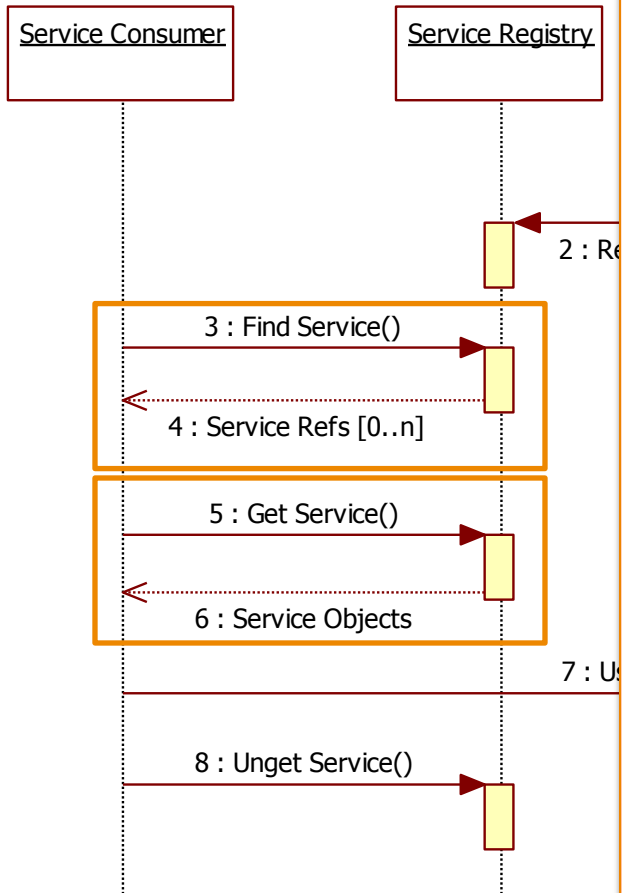 Service Consumer
Service Registry
2 : Re
3 : Find Service()
4 : Service Refs [0..n]
5 : Get Service()
6 : Service Objects
7 : Us
8 : Unget Service()